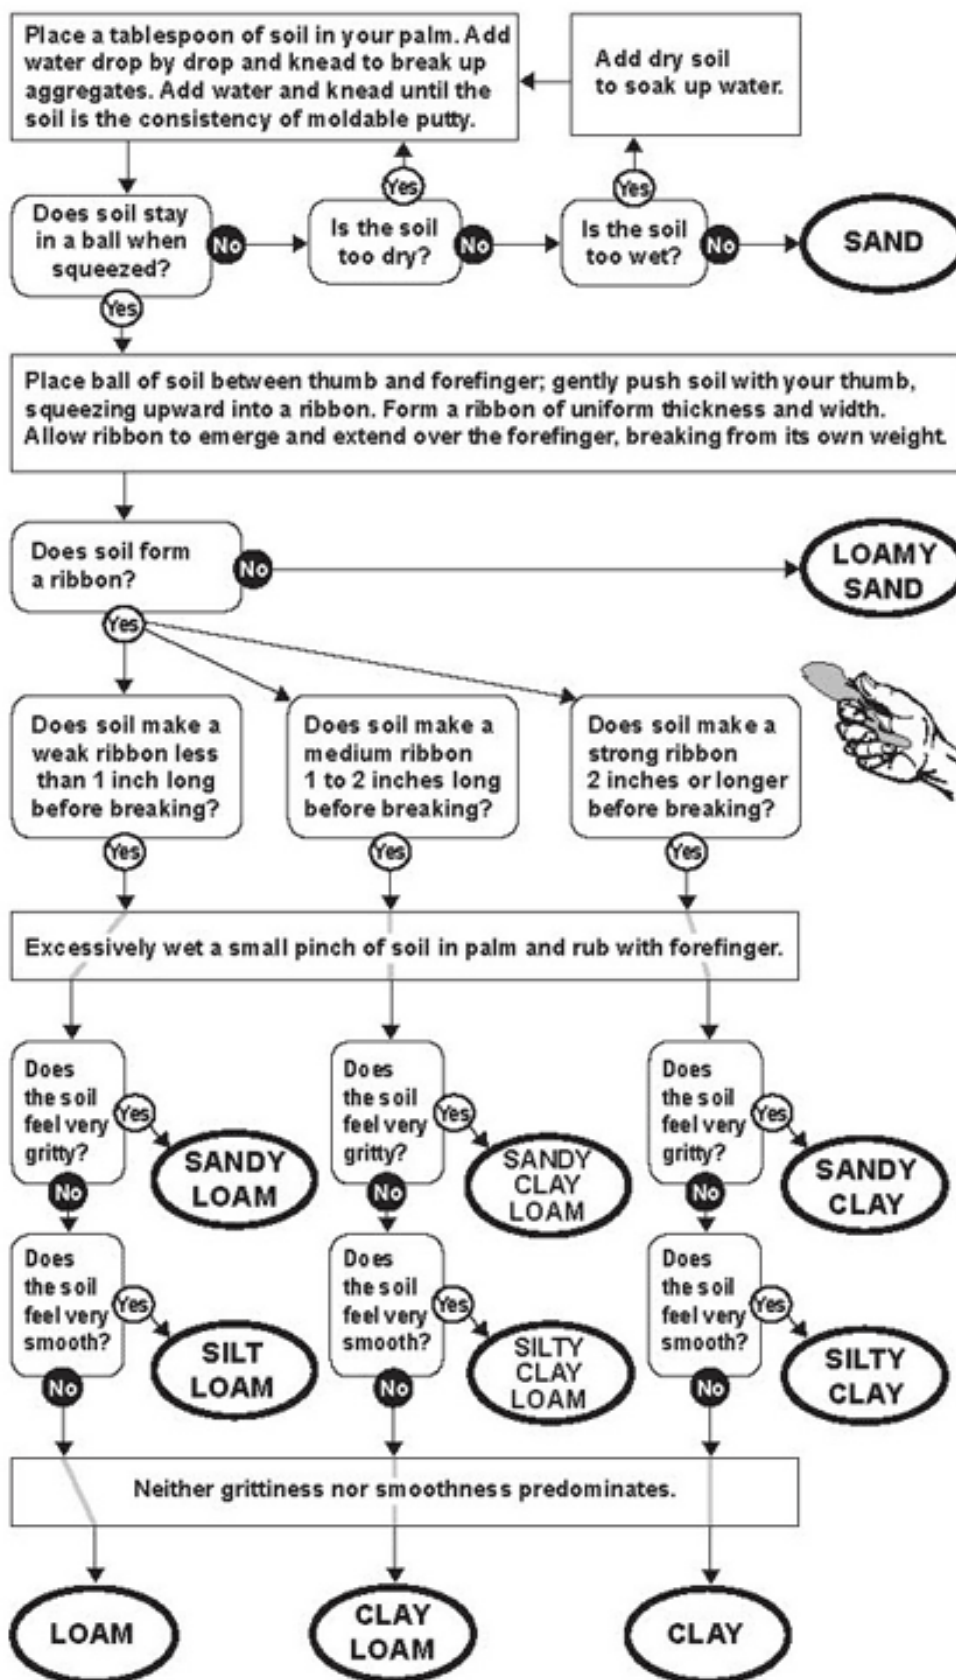 Place a tablespoon of soil in your palm. Add
water drop by drop and knead to break up
aggregates. Add water and knead until the
soil is the consistency of moldable putty.
Add dry soil
to soak up water.
Yes
Yes
Does soil stay
in a ball when
squeezed?
No
Is the soil
too dry?
No
Is the soil
too wet?
No
SAND
Yes
Place ball of soil between thumb and forefinger; gently push soil with your thumb,
squeezing upward into a ribbon. Form a ribbon of uniform thickness and width.
Allow ribbon to emerge and extend over the forefinger, breaking from its own weight.
Does soil form
a ribbon?
No
LOAMY
SAND
Yes
Does soil make a
weak ribbon less
than 1 inch long
before breaking?
Does soil make a
medium ribbon
1 to 2 inches long
before breaking?
Does soil make a
strong ribbon
2 inches or longer
before breaking?
Yes
Yes
Yes
Excessively wet a small pinch of soil in palm and rub with forefinger.
Does
the soil
feel very
gritty?
Yes
SANDY
LOAM
No
Does
the soil
feel very
gritty?
Yes
SANDY
CLAY
LOAM
No
Does
the soil
feel very
gritty?
Yes
SANDY
CLAY
No
Does
the soil
feel very
smooth?
Yes
SILT
LOAM
No
Does
the soil
feel very
smooth?
Yes
SILTY
CLAY
LOAM
No
Does
the soil
feel very
smooth?
Yes
SILTY
CLAY
No
Neither grittiness nor smoothness predominates.
LOAM
CLAY
LOAM
CLAY